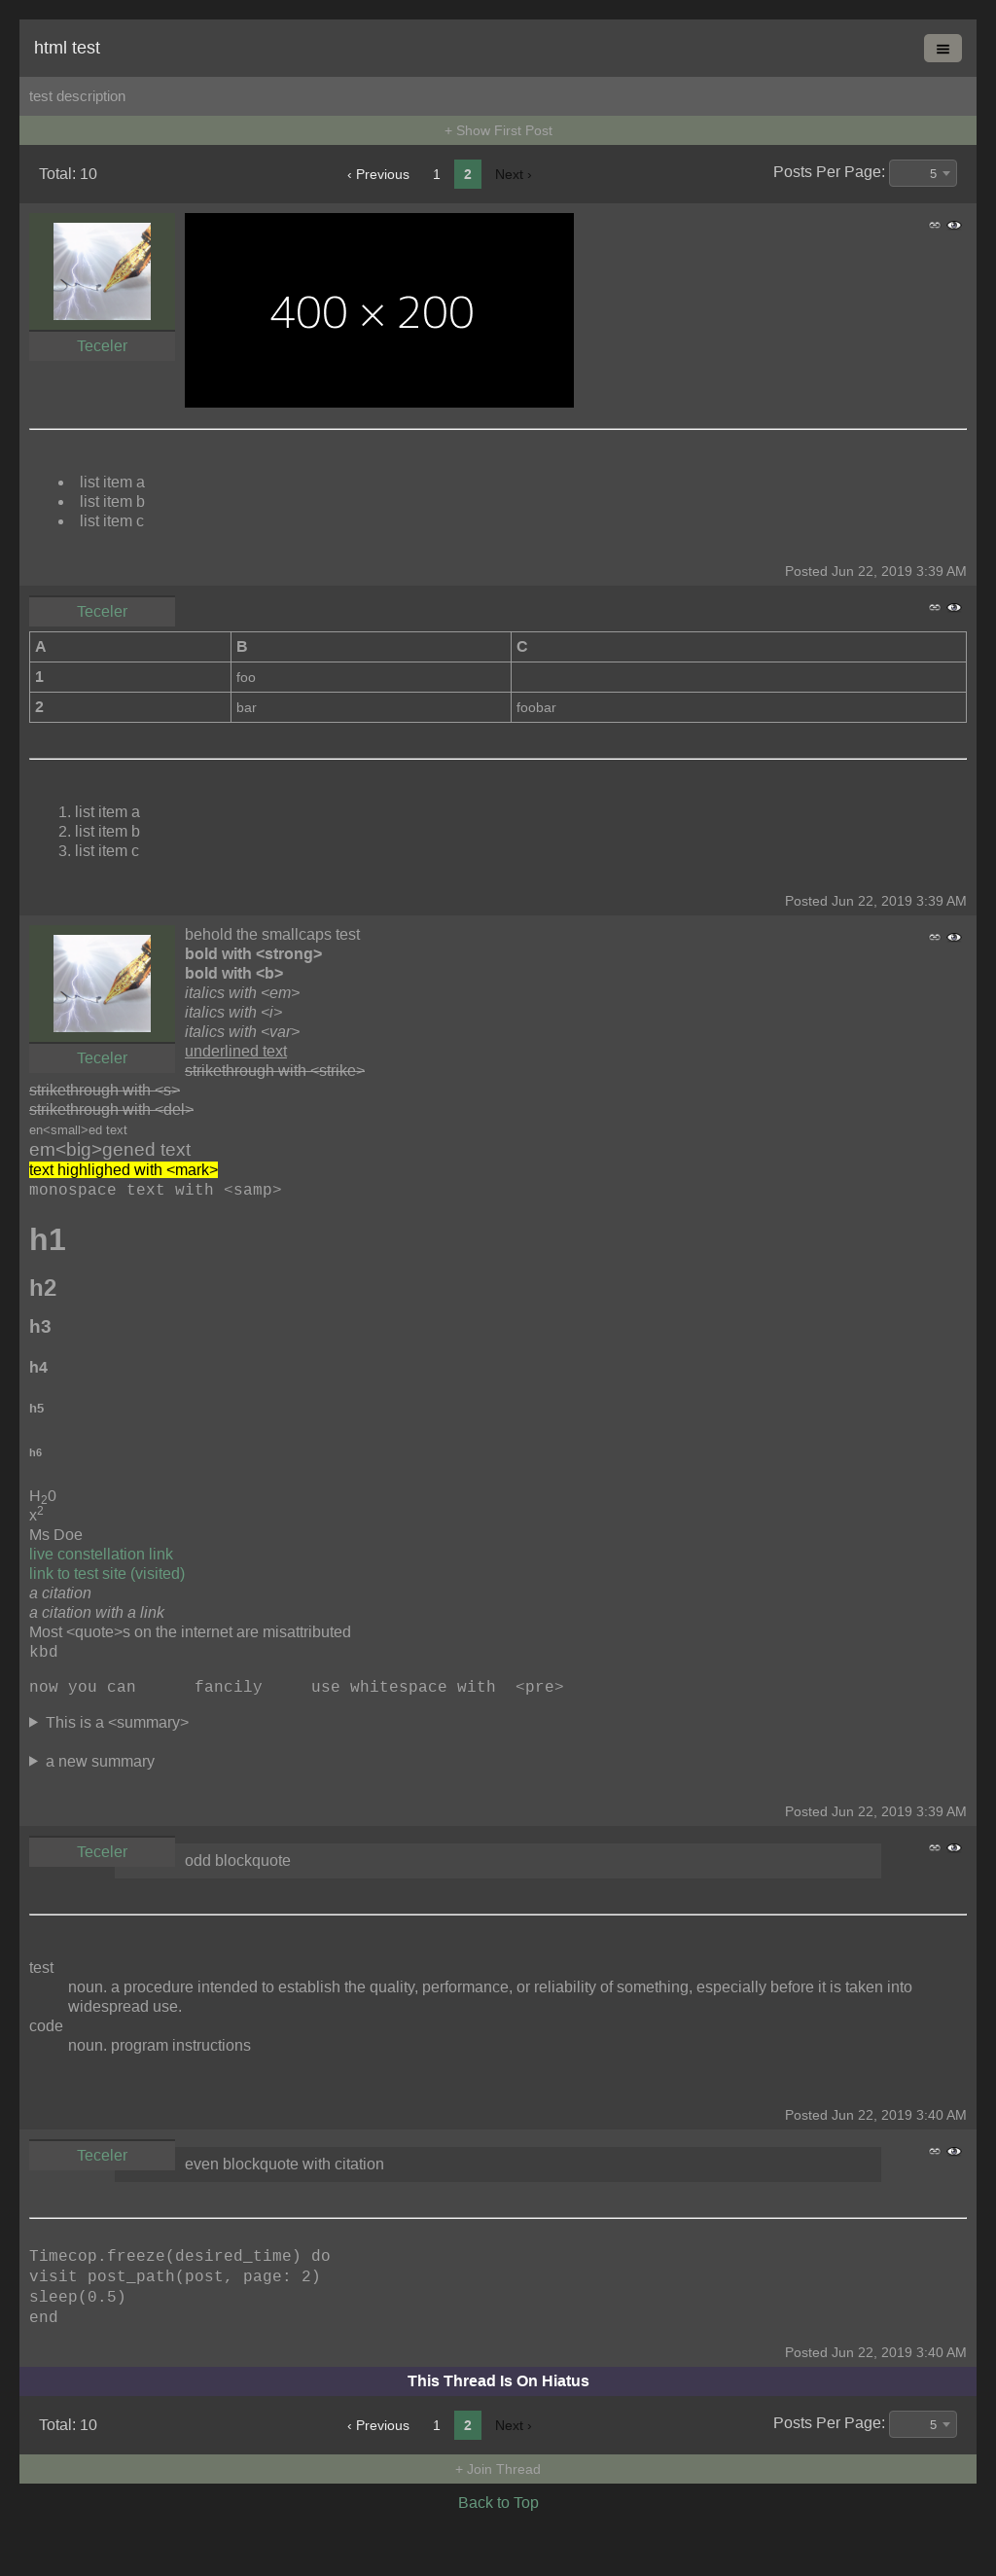 html test
test description
+ Show First Post
Total: 10
‹ Previous 1 2 Next ›
Posts Per Page: 5
Teceler
400 × 200
• list item a
• list item b
• list item c
Posted Jun 22, 2019 3:39 AM
Teceler
A B C
1 foo
2 bar foobar
1. list item a
2. list item b
3. list item c
Posted Jun 22, 2019 3:39 AM
Teceler
behold the smallcaps test
bold with <strong>
bold with <b>
italics with <em>
italics with <i>
italics with <var>
underlined text
strikethrough with <strike>
strikethrough with <s>
strikethrough with <del>
en<small>ed text
em<big>gened text
text highlighed with <mark>
monospace text with <samp>
h1
h2
h3
h4
h5
h6
H20
x2
Ms Doe
live constellation link
link to test site (visited)
a citation
a citation with a link
Most <quote>s on the internet are misattributed
kbd
now you can      fancily     use whitespace with  <pre>
This is a <summary>
a new summary
Posted Jun 22, 2019 3:39 AM
Teceler
odd blockquote
test
noun. a procedure intended to establish the quality, performance, or reliability of something, especially before it is taken into
widespread use.
code
noun. program instructions
Posted Jun 22, 2019 3:40 AM
Teceler
even blockquote with citation
Timecop.freeze(desired_time) do
visit post_path(post, page: 2)
sleep(0.5)
end
Posted Jun 22, 2019 3:40 AM
This Thread Is On Hiatus
Total: 10
‹ Previous 1 2 Next ›
Posts Per Page: 5
+ Join Thread
Back to Top